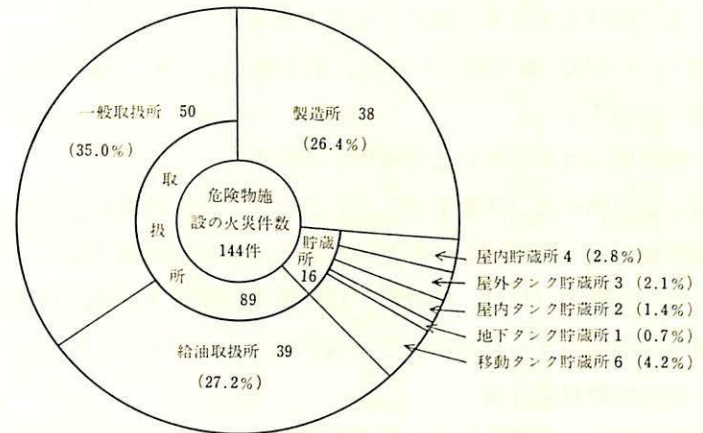 一般取扱所 50
(35.0%)
製造所 38
(26.4%)
取
扱
所
89
危険物施
設の火災件数
144件
貯蔵
所
16
屋内貯蔵所 4 (2.8%)
屋外タンク貯蔵所 3 (2.1%)
屋内タンク貯蔵所 2 (1.4%)
地下タンク貯蔵所 1 (0.7%)
移動タンク貯蔵所 6 (4.2%)
給油取扱所 39
(27.2%)